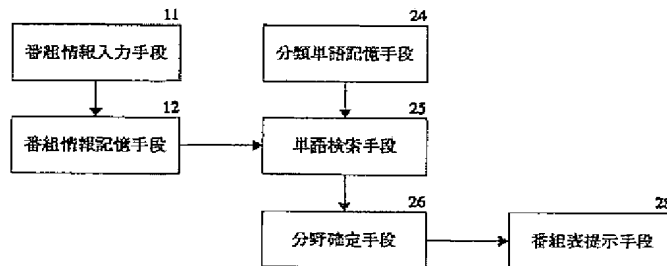 11
番組情報入力手段
24
分類単語記憶手段
12
番組情報記憶手段
25
単語検索手段
26
分野確定手段
番組表提示手段